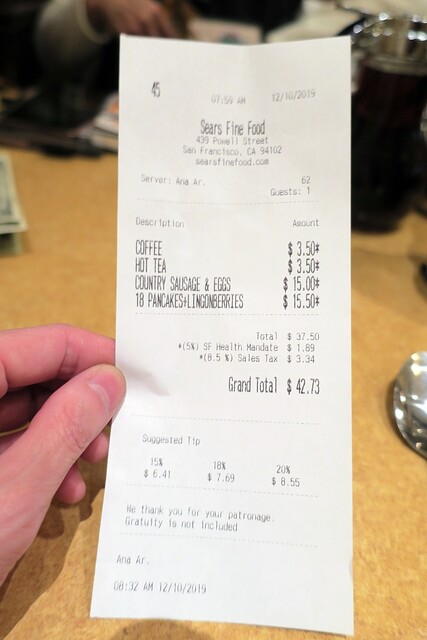 45
07:59 AM 12/10/2019
Sears Fine Food
439 Powell Street
San Francisco, CA 94102
searsfinefood.com
Server: Ana Ar. 62
Guests: 1
Description Amount
COFFEE $ 3.50*
HOT TEA $ 3.50*
COUNTRY SAUSAGE & EGGS $ 15.00*
18 PANCAKES+LINGONBERRIES $ 15.50*
Total $ 37.50
*(5%) SF Health Mandate $ 1.89
*(8.5 %) Sales Tax $ 3.34
Grand Total $ 42.73
Suggested Tip
15% 18% 20%
$ 6.41 $ 7.69 $ 8.55
We thank you for your patronage.
Gratuity is not included
Ana Ar.
08:32 AM 12/10/2019